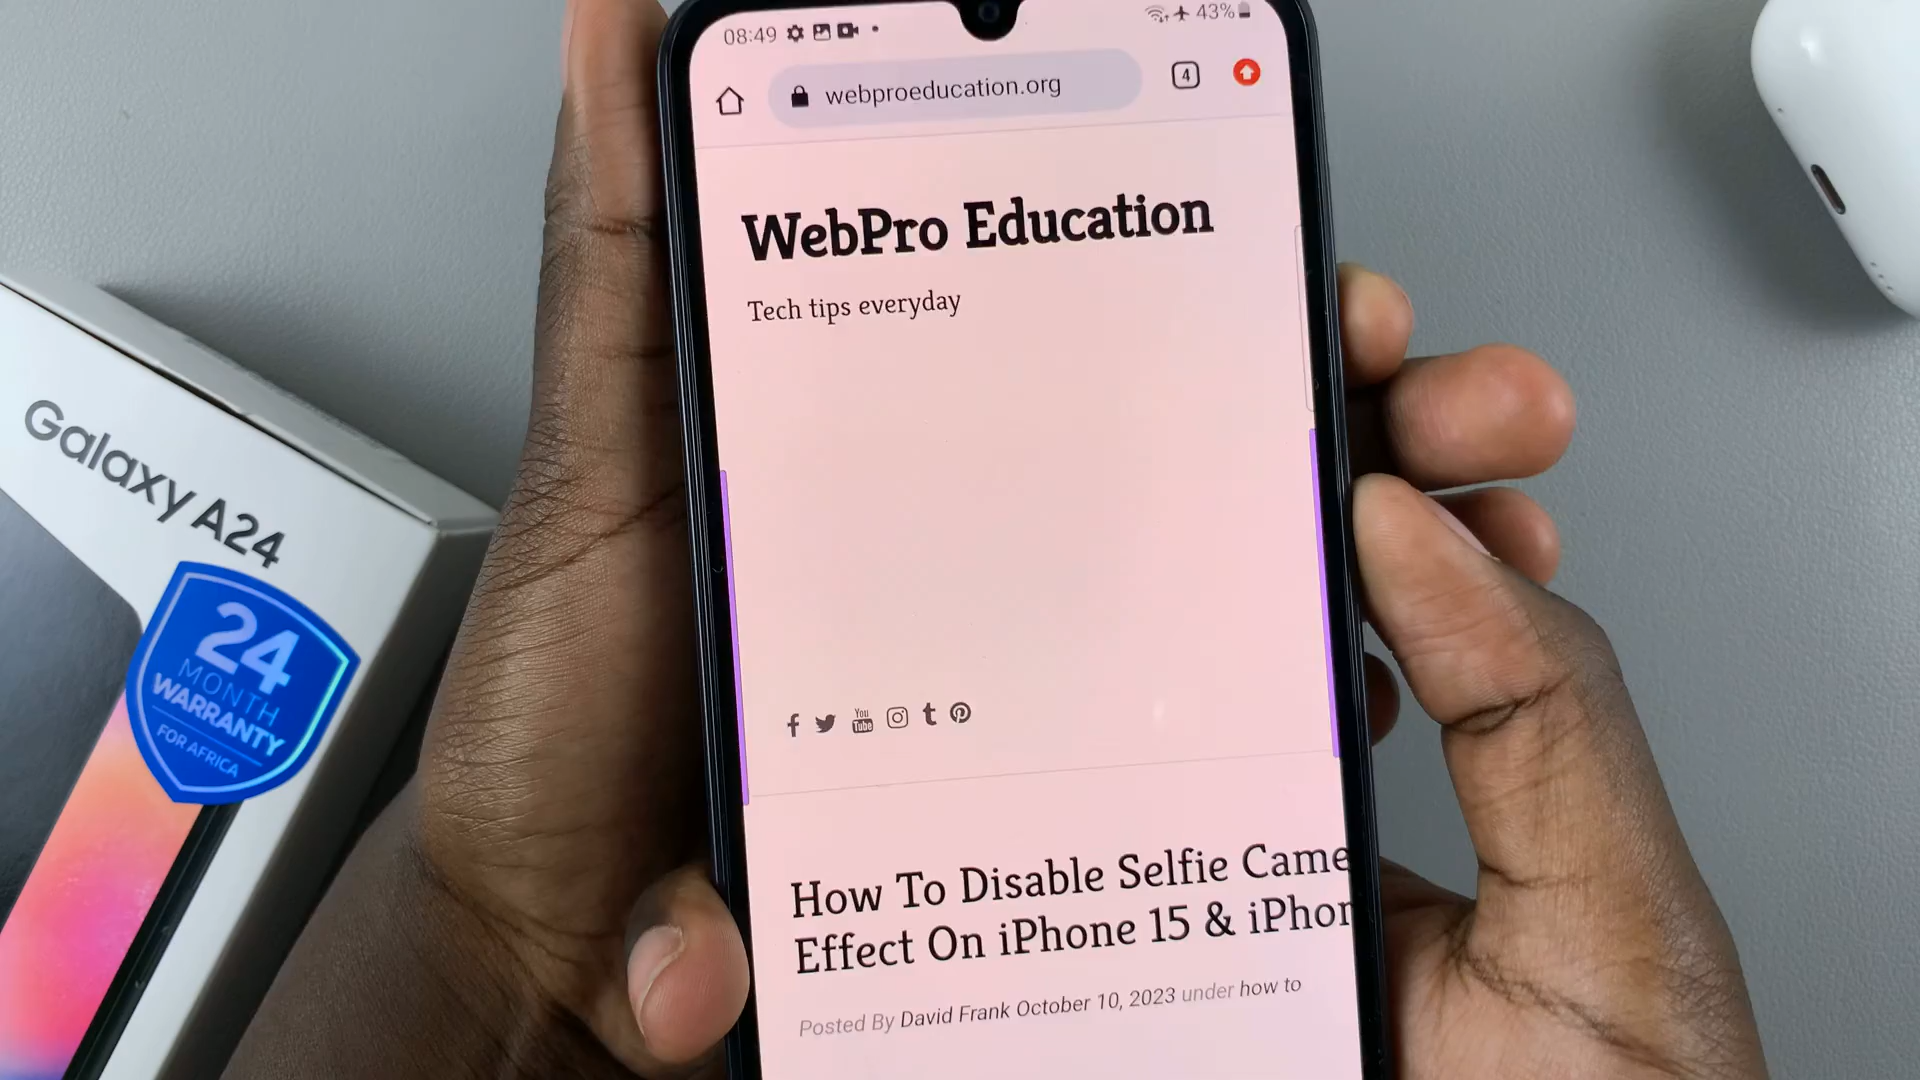 08:49
43%
webproeducation.org
4
WebPro Education
Tech tips everyday
You
Tube
How To Disable Selfie Came
Effect On iPhone 15 & iPhon
Posted By David Frank October 10, 2023 under how to
Galaxy A24
24
MONTH
WARRANTY
FOR AFRICA